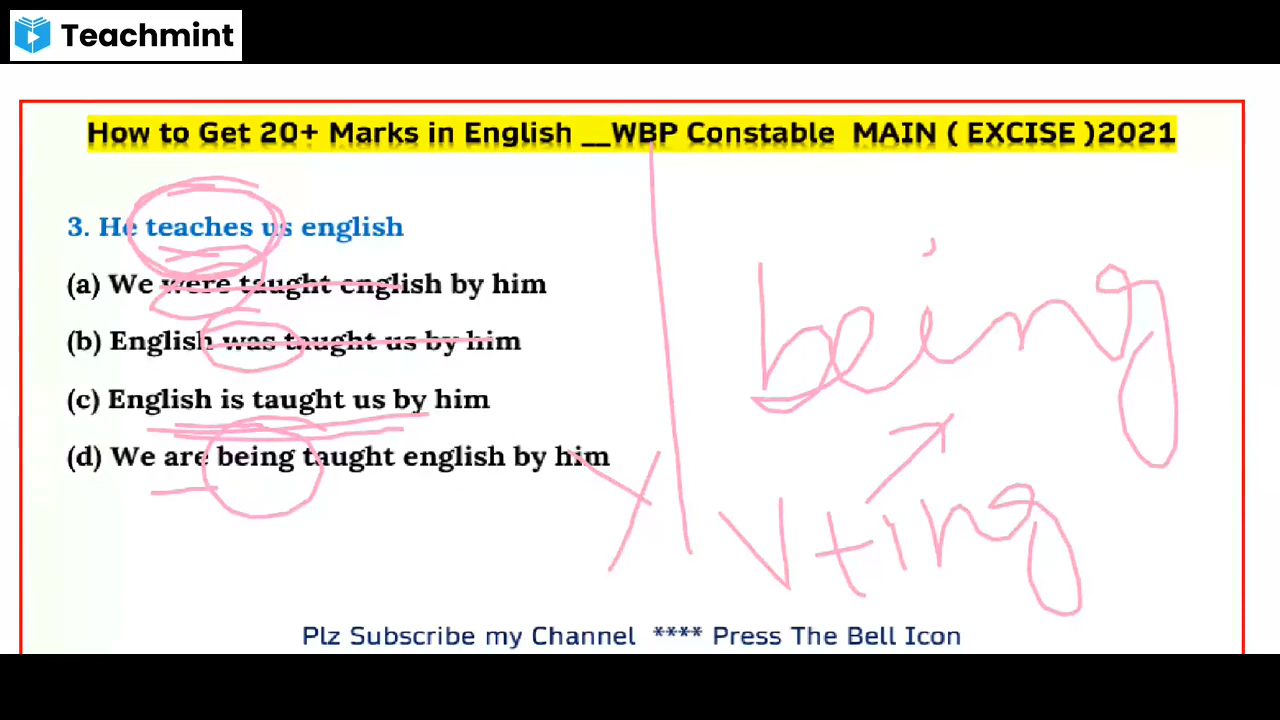 Teachmint
How to Get 20+ Marks in English __WBP Constable MAIN ( EXCISE )2021
3. He teaches us english
(a) We were taught english by him
(b) English was taught us by him
(c) English is taught us by him
(d) We are being taught english by him
being
V+ing
Plz Subscribe my Channel **** Press The Bell Icon